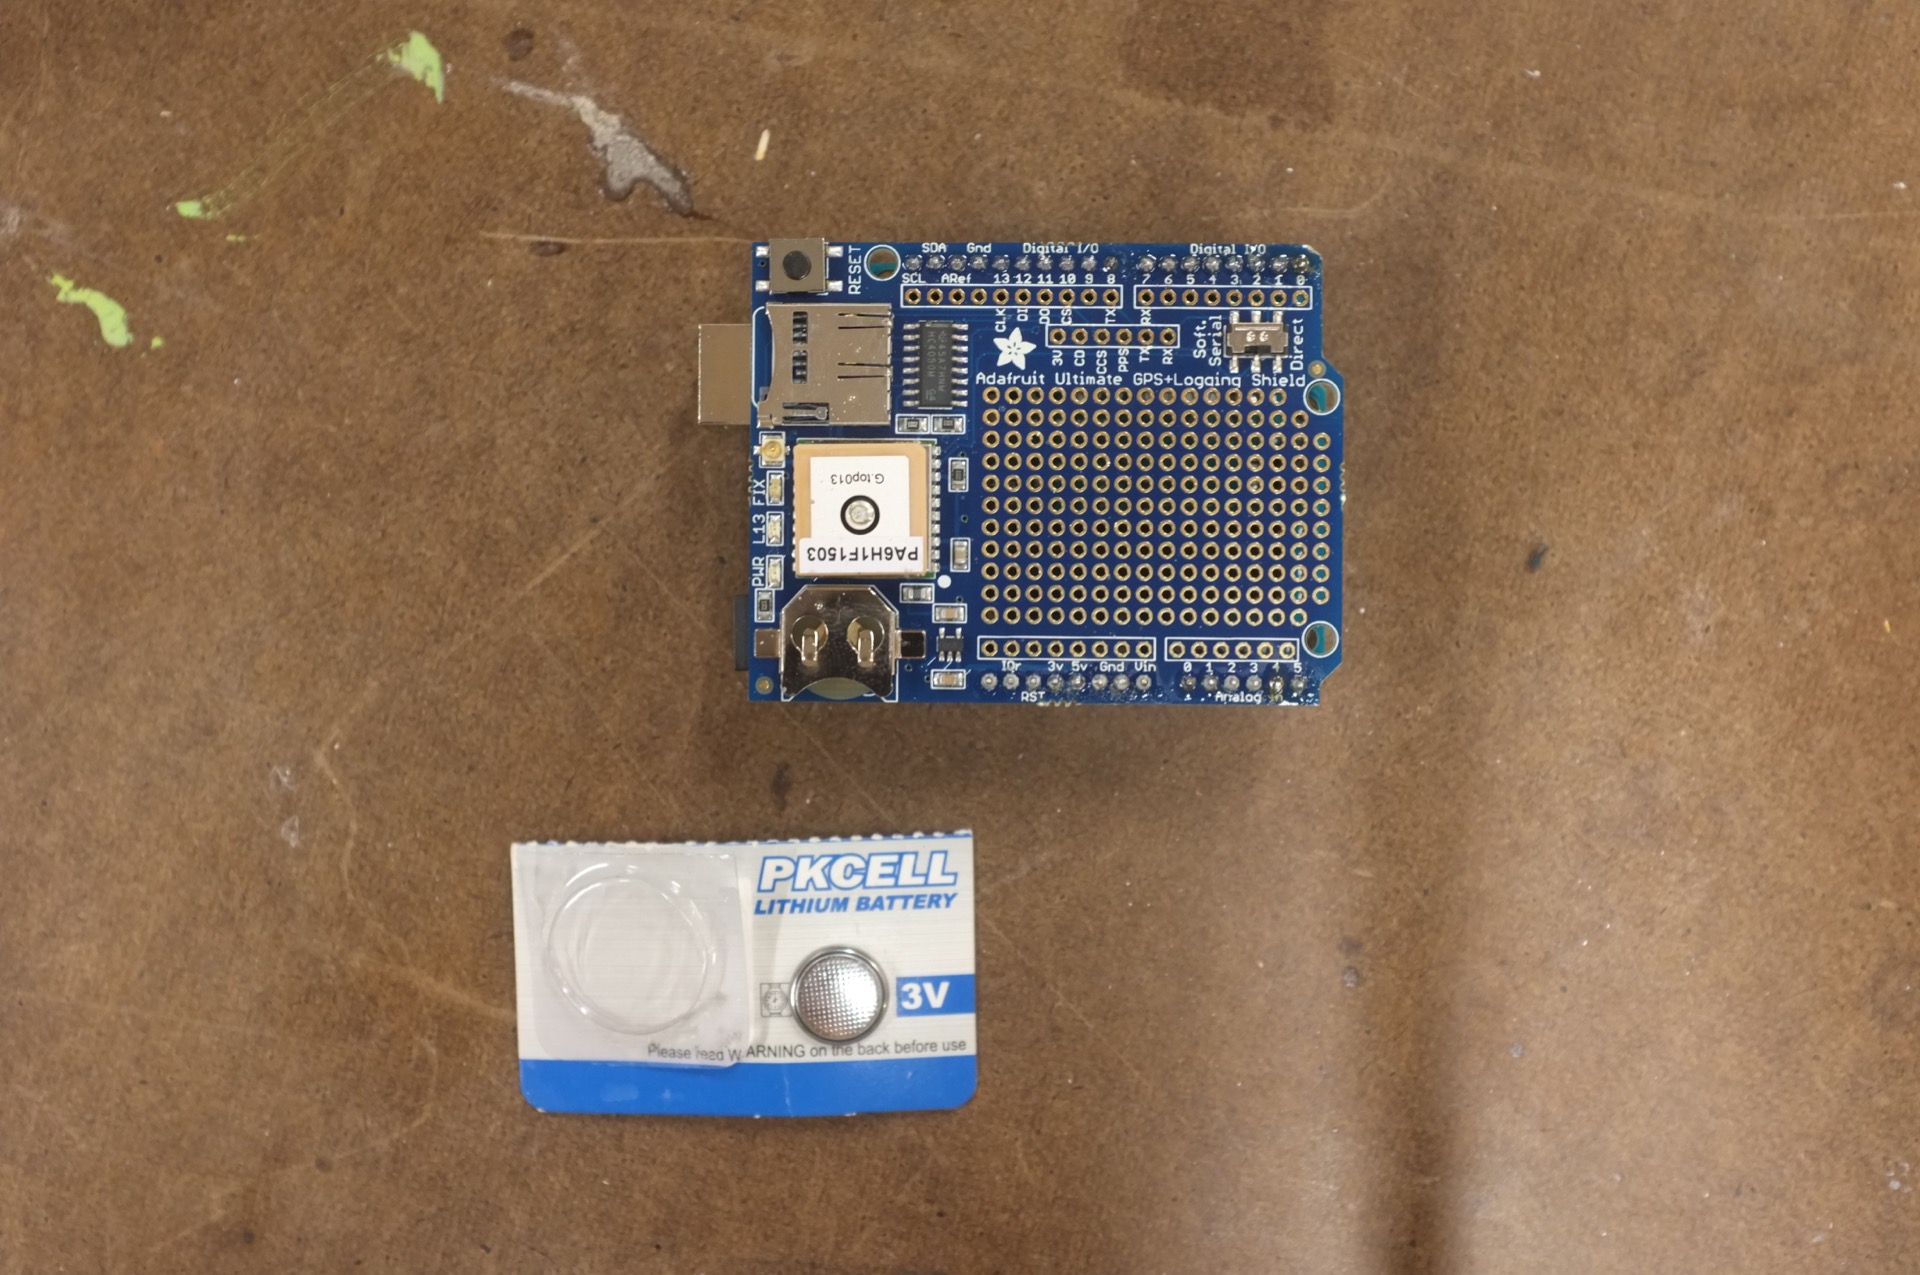 SDA Gnd Digital I/O Digital I/O
RESET
SCL ARef 13 12 11 10 9 8 7 6 5 4 3 2 1 0
CLK DI DO CS TX RX
Soft. Serial
Direct
3V CD CCS PPS TX RX
Adafruit Ultimate GPS+Logging Shield
FIX
L13
PWR
G.top013
PA6H1F1503
IOr 3v 5v Gnd Vin 0 1 2 3 4 5
RST Analog
PKCELL
LITHIUM BATTERY
3V
Please read WARNING on the back before use